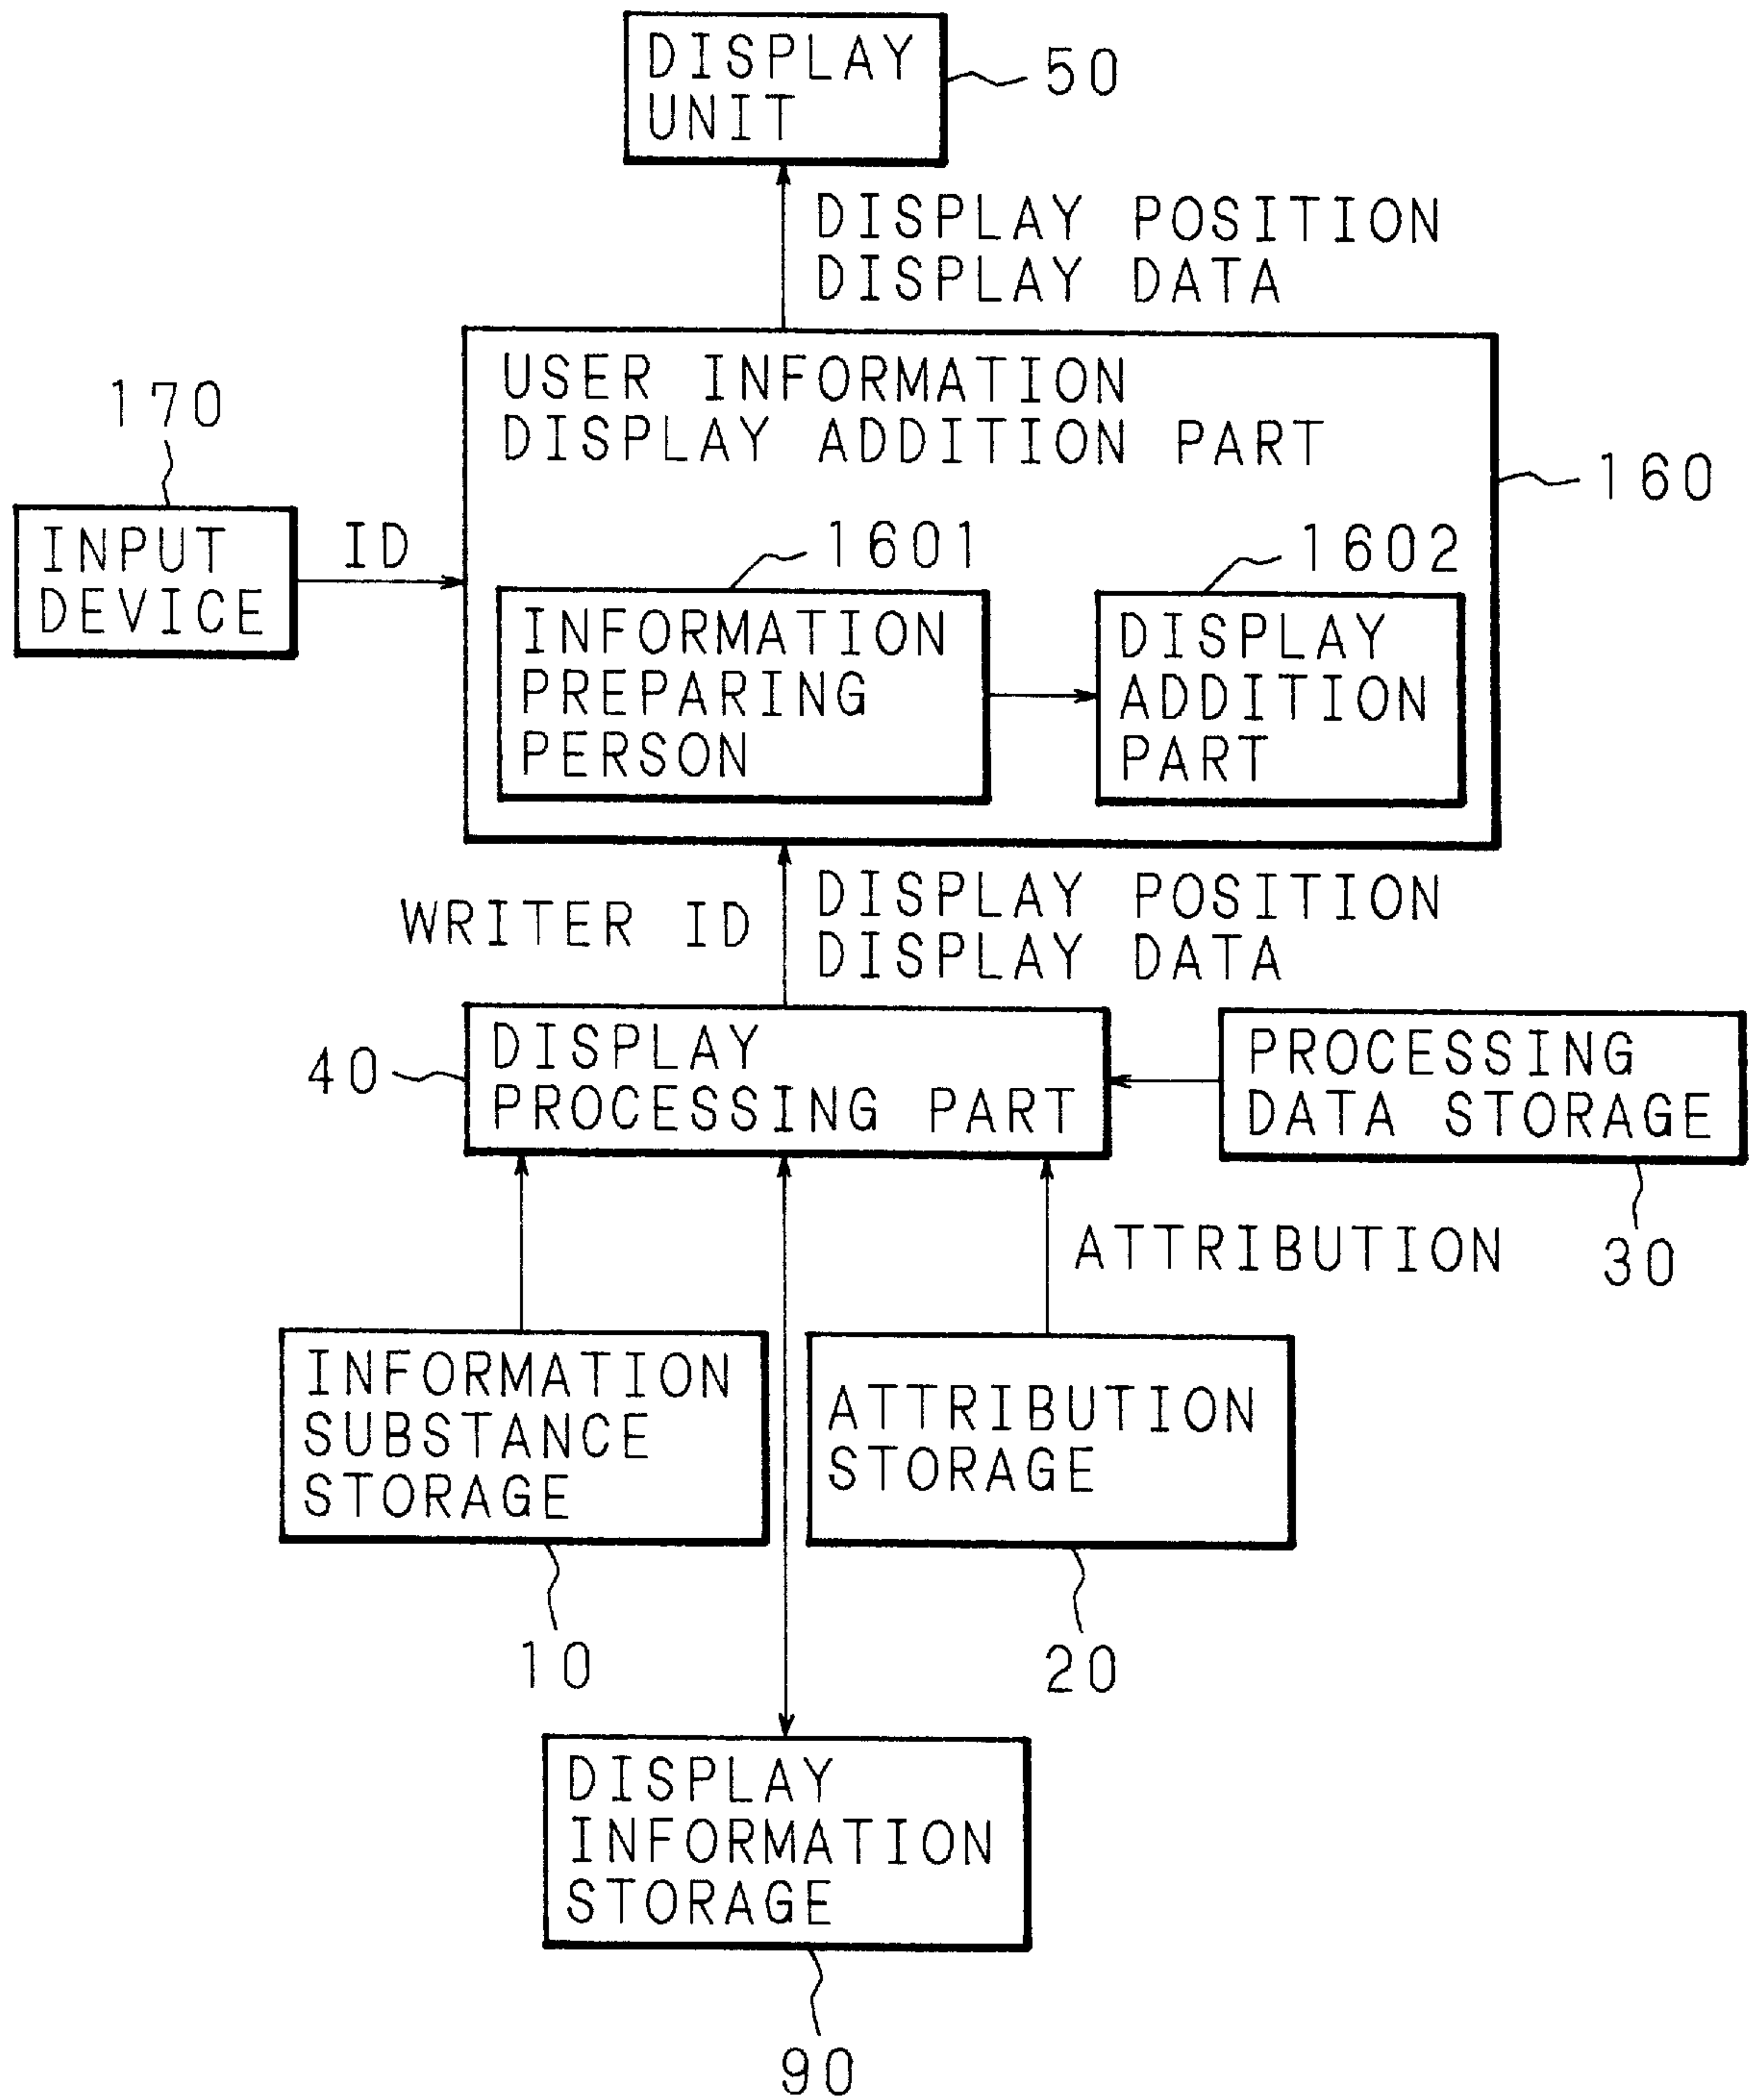 DISPLAY
UNIT
50
DISPLAY POSITION
DISPLAY DATA
USER INFORMATION
DISPLAY ADDITION PART
170
160
INPUT
DEVICE
ID
1601
1602
INFORMATION
PREPARING
PERSON
DISPLAY
ADDITION
PART
WRITER ID
DISPLAY POSITION
DISPLAY DATA
40
DISPLAY
PROCESSING PART
PROCESSING
DATA STORAGE
ATTRIBUTION
30
INFORMATION
SUBSTANCE
STORAGE
ATTRIBUTION
STORAGE
10
20
DISPLAY
INFORMATION
STORAGE
90